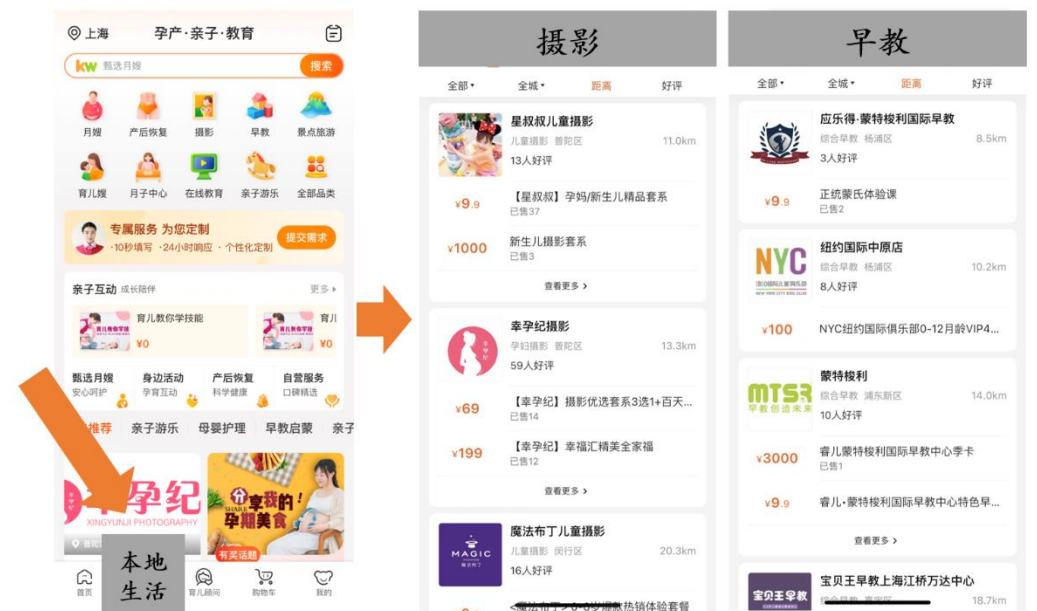 上海
孕产·亲子·教育
kw 甄选月嫂
搜索
月嫂
产后恢复
摄影
早教
景点旅游
育儿嫂
月子中心
在线教育
亲子游乐
全部品类
专属服务 为您定制
·10秒填写 ·24小时响应 · 个性化定制
提交需求
亲子互动 成长陪伴
更多
育儿教你学技能
¥0
育儿
¥0
甄选月嫂
安心呵护
身边活动
孕育互动
产后恢复
科学健康
自营服务
口碑精选
推荐
亲子游乐
母婴护理
早教启蒙
亲子
孕纪
XINGYUNJI PHOTOGRAPHY
分享我的!
SHARE
孕期美食
有奖话题
本地
生活
首页
育儿顾问
购物车
我的
摄影
全部
全城
距离
好评
星叔叔儿童摄影
儿童摄影 普陀区
11.0km
13人好评
¥9.9
【星叔叔】孕妈/新生儿精品套系
已售37
¥1000
新生儿摄影套系
已售3
查看更多
幸孕纪摄影
孕妇摄影 普陀区
13.3km
59人好评
¥69
【幸孕纪】摄影优选套系3选1+百天...
已售14
¥199
【幸孕纪】幸福汇精美全家福
已售12
查看更多
MAGIC
魔法布丁
魔法布丁儿童摄影
儿童摄影 闵行区
20.3km
16人好评
早教
全部
全城
距离
好评
应乐得·蒙特梭利国际早教
综合早教 杨浦区
8.5km
3人好评
¥9.9
正统蒙氏体验课
已售2
NYC
纽约国际中原店
综合早教 杨浦区
10.2km
8人好评
¥100
NYC纽约国际俱乐部0-12月龄VIP4...
MTSR
早教创造未来
蒙特梭利
综合早教 浦东新区
14.0km
10人好评
¥3000
睿儿蒙特梭利国际早教中心季卡
已售1
¥9.9
睿儿·蒙特梭利国际早教中心特色早...
查看更多
宝贝王早教
宝贝王早教上海江桥万达中心
18.7km